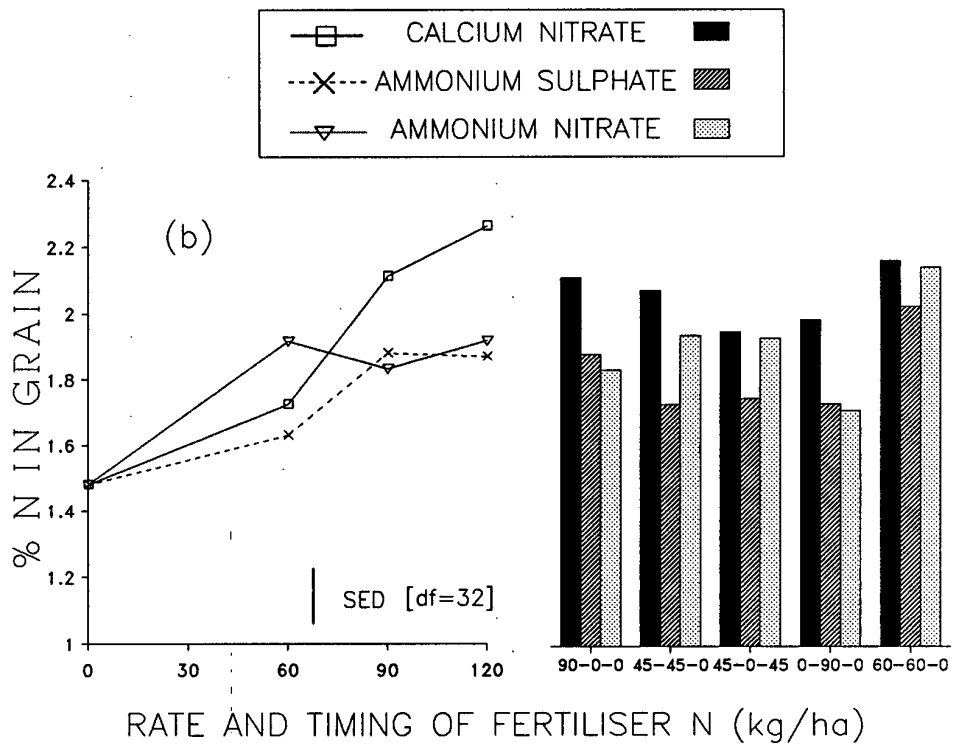 CALCIUM NITRATE
AMMONIUM SULPHATE
AMMONIUM NITRATE
(b)
% N IN GRAIN
2.4
2.2
2
1.8
1.6
1.4
1.2
1
SED [df=32]
0 30 60 90 120
90-0-0 45-45-0 45-0-45 0-90-0 60-60-0
RATE AND TIMING OF FERTILISER N (kg/ha)